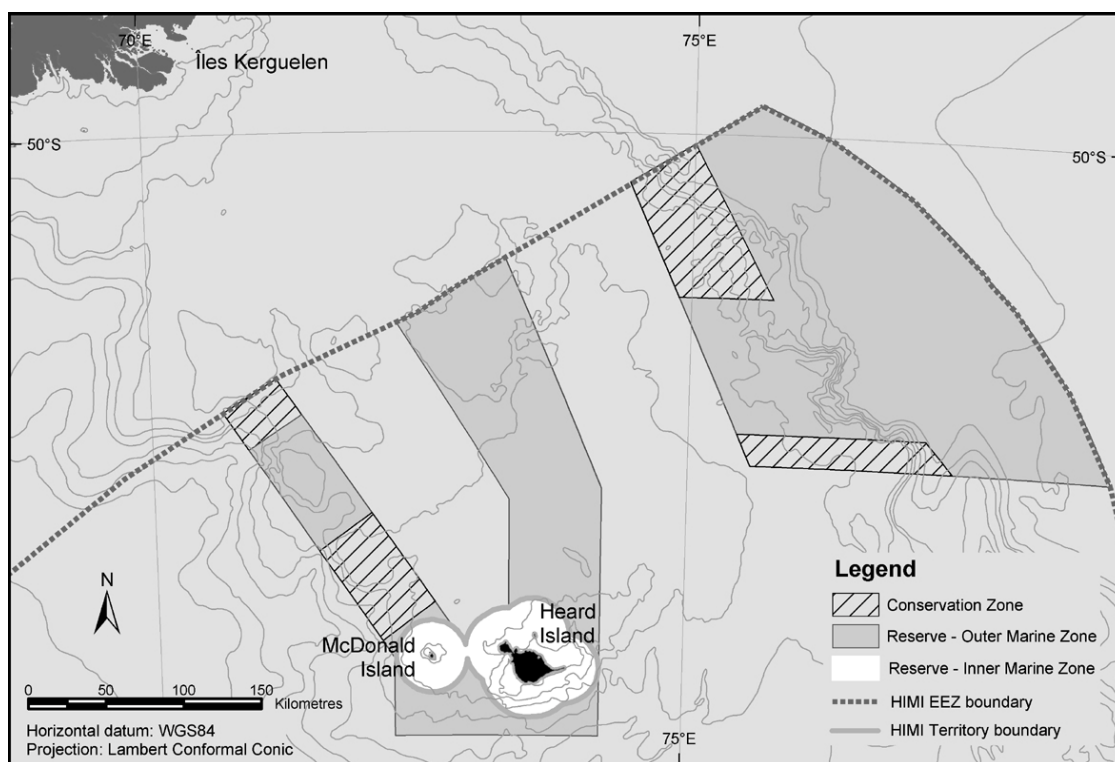 70°E
75°E
Îles Kerguelen
50°S
50°S
N
McDonald
Island
Heard
Island
0 50 100 150
Kilometres
Horizontal datum: WGS84
Projection: Lambert Conformal Conic
75°E
Legend
Conservation Zone
Reserve - Outer Marine Zone
Reserve - Inner Marine Zone
HIMI EEZ boundary
HIMI Territory boundary